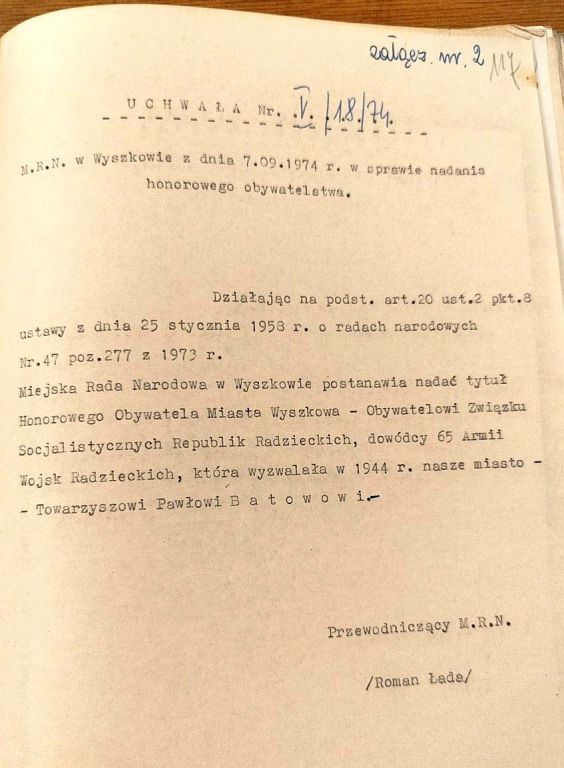 załącz. nr. 2 117
UCHWAŁA Nr. V./18/74.
M.R.N. w Wyszkowie z dnia 7.09.1974 r. w sprawie nadania
honorowego obywatelstwa.
Działając na podst. art.20 ust.2 pkt.8
ustawy z dnia 25 stycznia 1958 r. o radach narodowych
Nr.47 poz.277 z 1973 r.
Miejska Rada Narodowa w Wyszkowie postanawia nadać tytuł
Honorowego Obywatela Miasta Wyszkowa - Obywatelowi Związku
Socjalistycznych Republik Radzieckich, dowódcy 65 Armii
Wojsk Radzieckich, która wyzwalała w 1944 r. nasze miasto -
- Towarzyszowi Pawłowi B a t o w o w i.-
Przewodniczący M.R.N.
/Roman Łada/